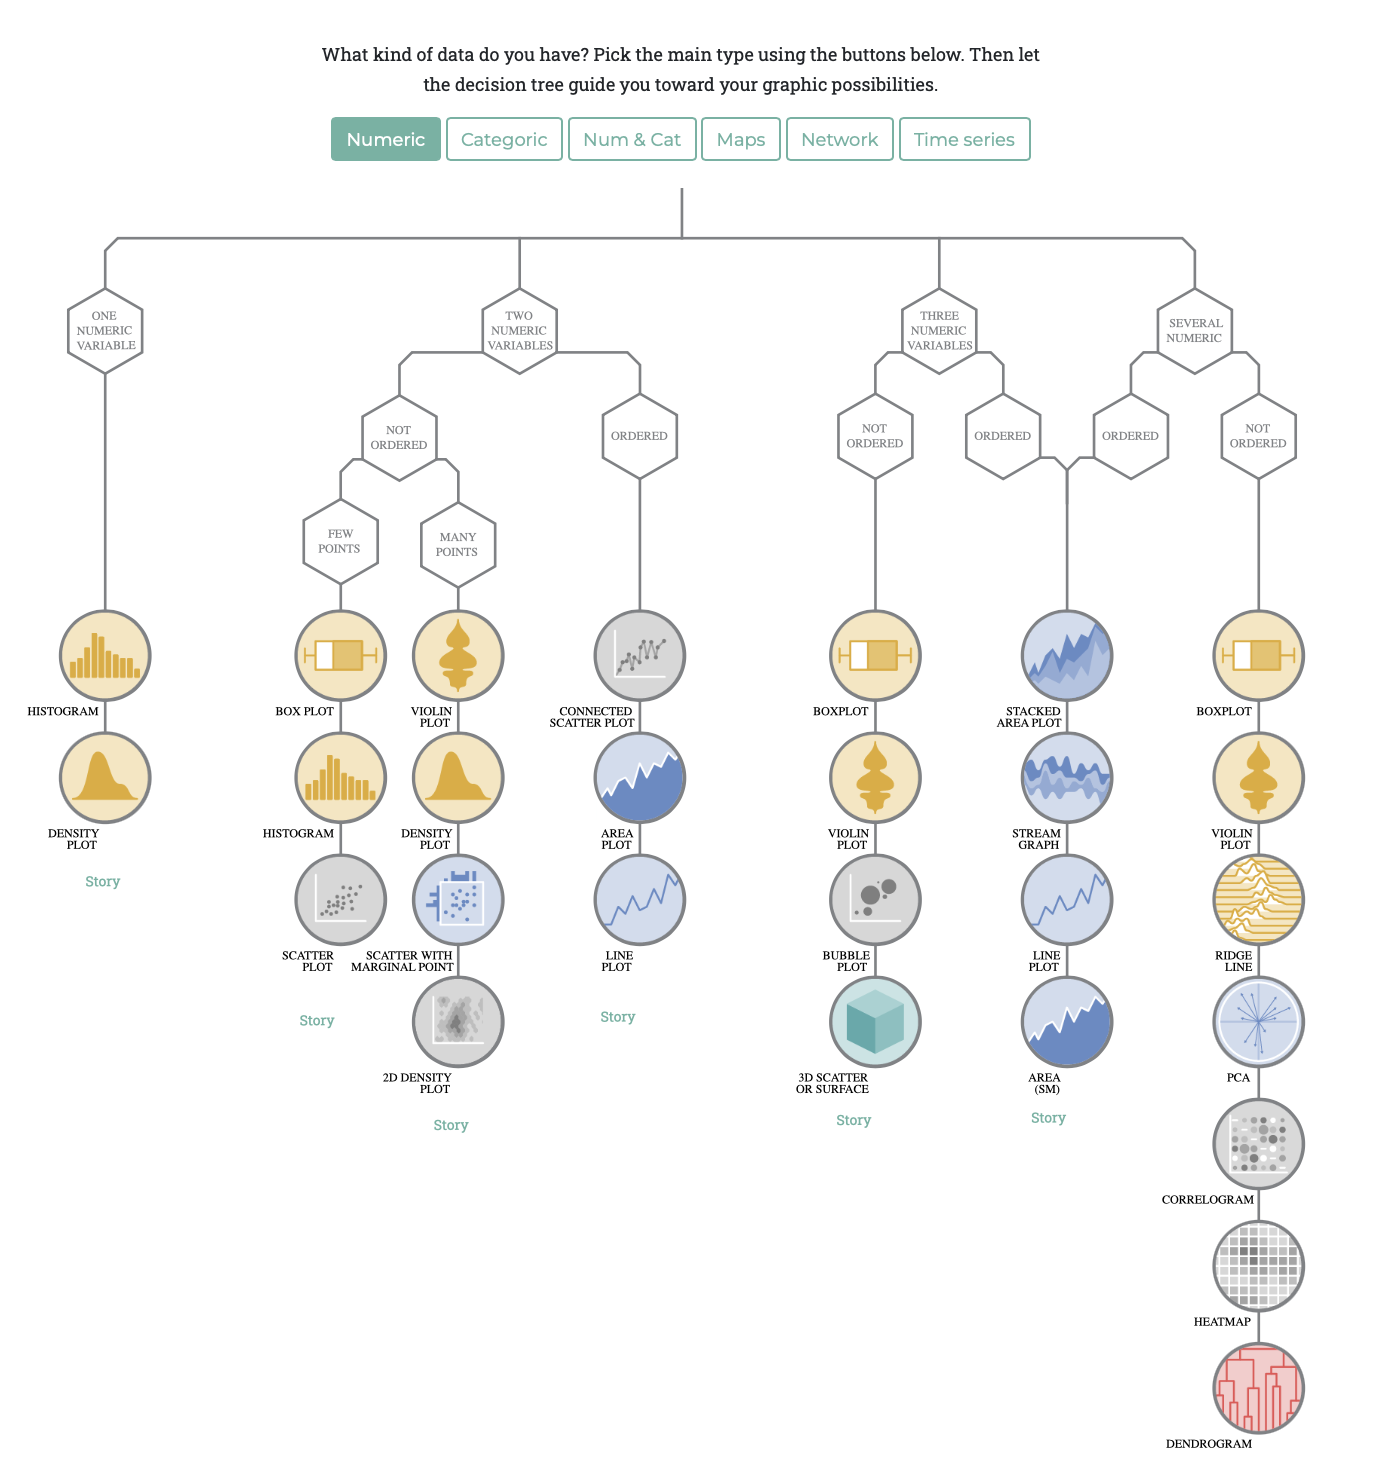 What kind of data do you have? Pick the main type using the buttons below. Then let
the decision tree guide you toward your graphic possibilities.
Numeric
Categoric
Num & Cat
Maps
Network
Time series
ONE
NUMERIC
VARIABLE
TWO
NUMERIC
VARIABLES
THREE
NUMERIC
VARIABLES
SEVERAL
NUMERIC
NOT
ORDERED
ORDERED
NOT
ORDERED
ORDERED
ORDERED
NOT
ORDERED
FEW
POINTS
MANY
POINTS
HISTOGRAM
DENSITY
PLOT
Story
BOX PLOT
HISTOGRAM
SCATTER
PLOT
Story
VIOLIN
PLOT
DENSITY
PLOT
SCATTER WITH
MARGINAL POINT
2D DENSITY
PLOT
Story
CONNECTED
SCATTER PLOT
AREA
PLOT
LINE
PLOT
Story
BOXPLOT
VIOLIN
PLOT
BUBBLE
PLOT
3D SCATTER
OR SURFACE
Story
STACKED
AREA PLOT
STREAM
GRAPH
LINE
PLOT
AREA
(SM)
Story
BOXPLOT
VIOLIN
PLOT
RIDGE
LINE
PCA
CORRELOGRAM
HEATMAP
DENDROGRAM